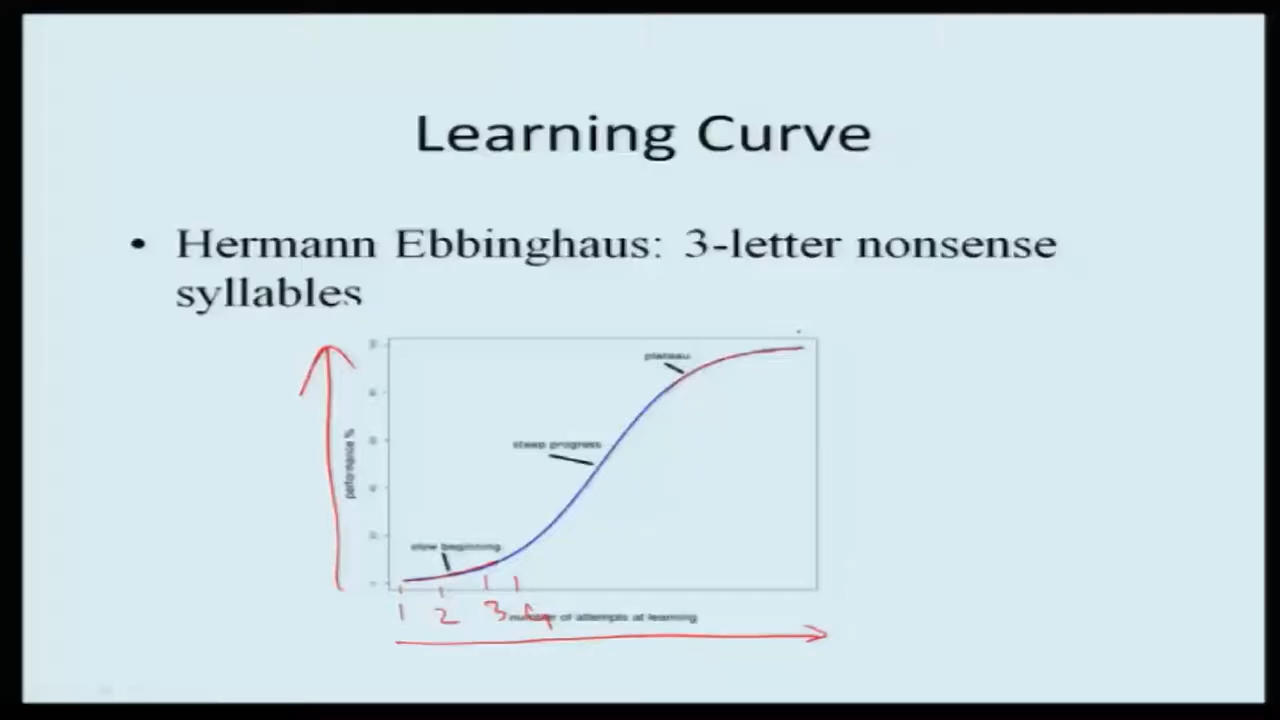 Learning Curve
• Hermann Ebbinghaus: 3-letter nonsense
syllables
plateau
steep progress
performance %
slow beginning
1 2 3 4
number of attempts at learning